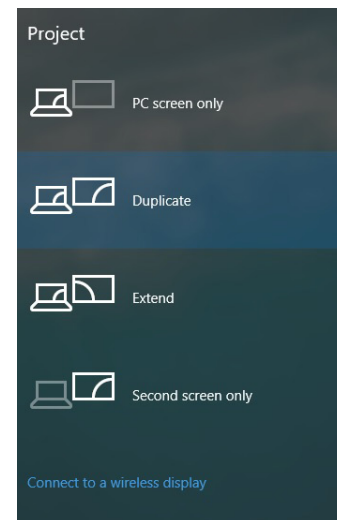 Project
PC screen only
Duplicate
Extend
Second screen only
Connect to a wireless display